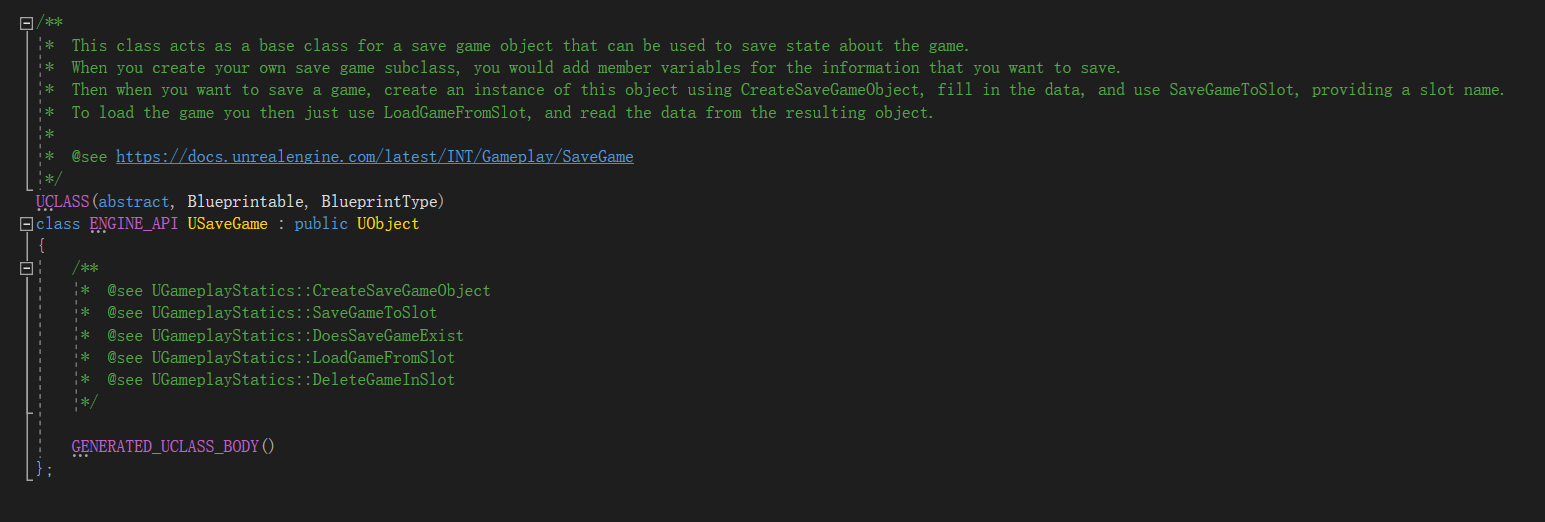 /**
* This class acts as a base class for a save game object that can be used to save state about the game.
* When you create your own save game subclass, you would add member variables for the information that you want to save.
* Then when you want to save a game, create an instance of this object using CreateSaveGameObject, fill in the data, and use SaveGameToSlot, providing a slot name.
* To load the game you then just use LoadGameFromSlot, and read the data from the resulting object.
*
* @see https://docs.unrealengine.com/latest/INT/Gameplay/SaveGame
*/
UCLASS(abstract, Blueprintable, BlueprintType)
class ENGINE_API USaveGame : public UObject
{
/**
* @see UGameplayStatics::CreateSaveGameObject
* @see UGameplayStatics::SaveGameToSlot
* @see UGameplayStatics::DoesSaveGameExist
* @see UGameplayStatics::LoadGameFromSlot
* @see UGameplayStatics::DeleteGameInSlot
*/
GENERATED_UCLASS_BODY()
};